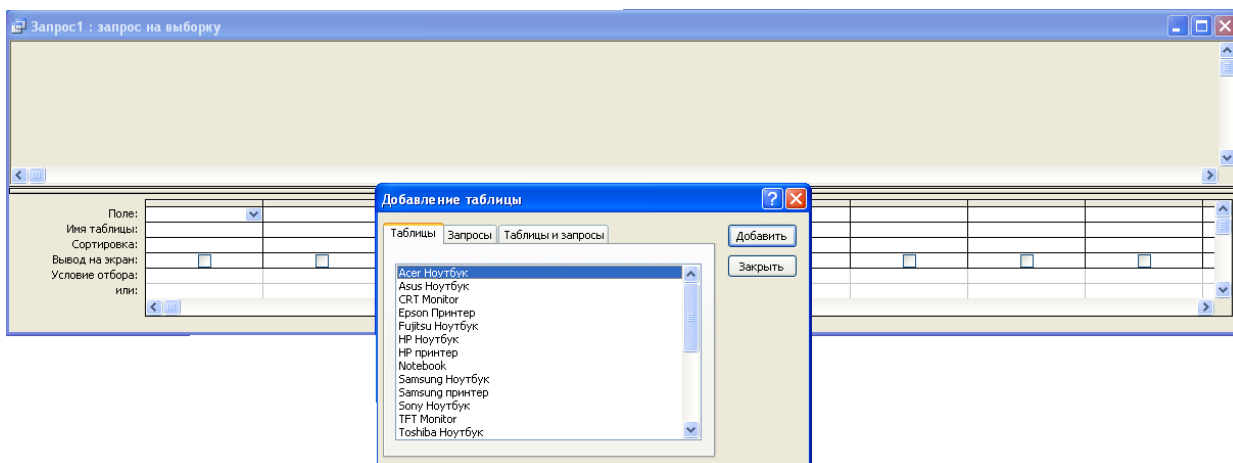 Запрос1 : запрос на выборку
Поле:
Имя таблицы:
Сортировка:
Вывод на экран:
Условие отбора:
или:
Добавление таблицы
Таблицы Запросы Таблицы и запросы
Добавить
Закрыть
Acer Ноутбук
Asus Ноутбук
CRT Monitor
Epson Принтер
Fujitsu Ноутбук
HP Ноутбук
HP принтер
Notebook
Samsung Ноутбук
Samsung принтер
Sony Ноутбук
TFT Monitor
Toshiba Ноутбук